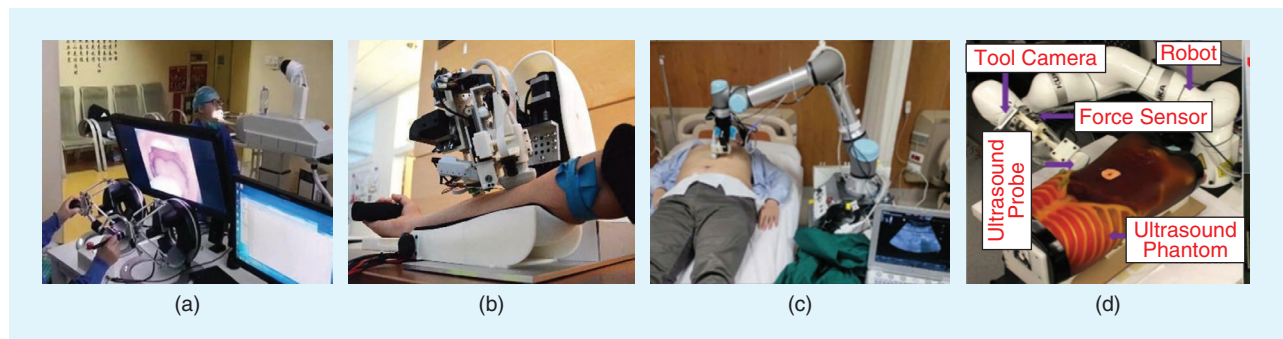 Tool Camera
Robot
Force Sensor
Ultrasound
Probe
Ultrasound
Phantom
(a)
(b)
(c)
(d)